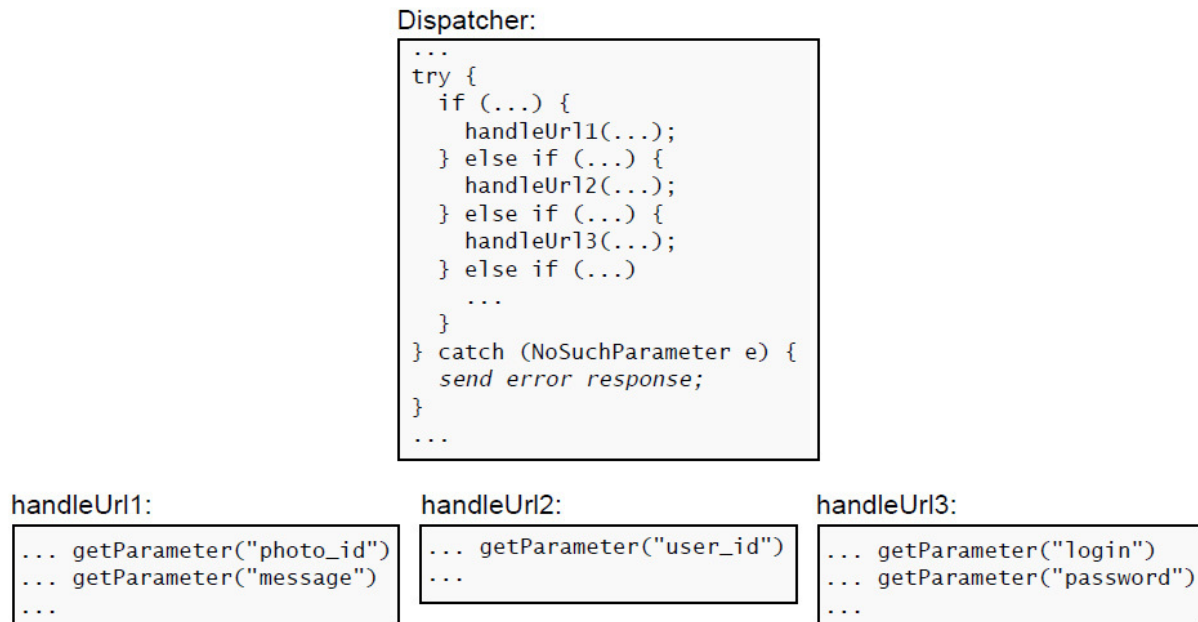 Dispatcher:
...
try {
  if (...) {
    handleUrl1(...);
  } else if (...) {
    handleUrl2(...);
  } else if (...) {
    handleUrl3(...);
  } else if (...)
    ...
  }
} catch (NoSuchParameter e) {
  send error response;
}
...
handleUrl1:
... getParameter("photo_id")
... getParameter("message")
...
handleUrl2:
... getParameter("user_id")
...
handleUrl3:
... getParameter("login")
... getParameter("password")
...